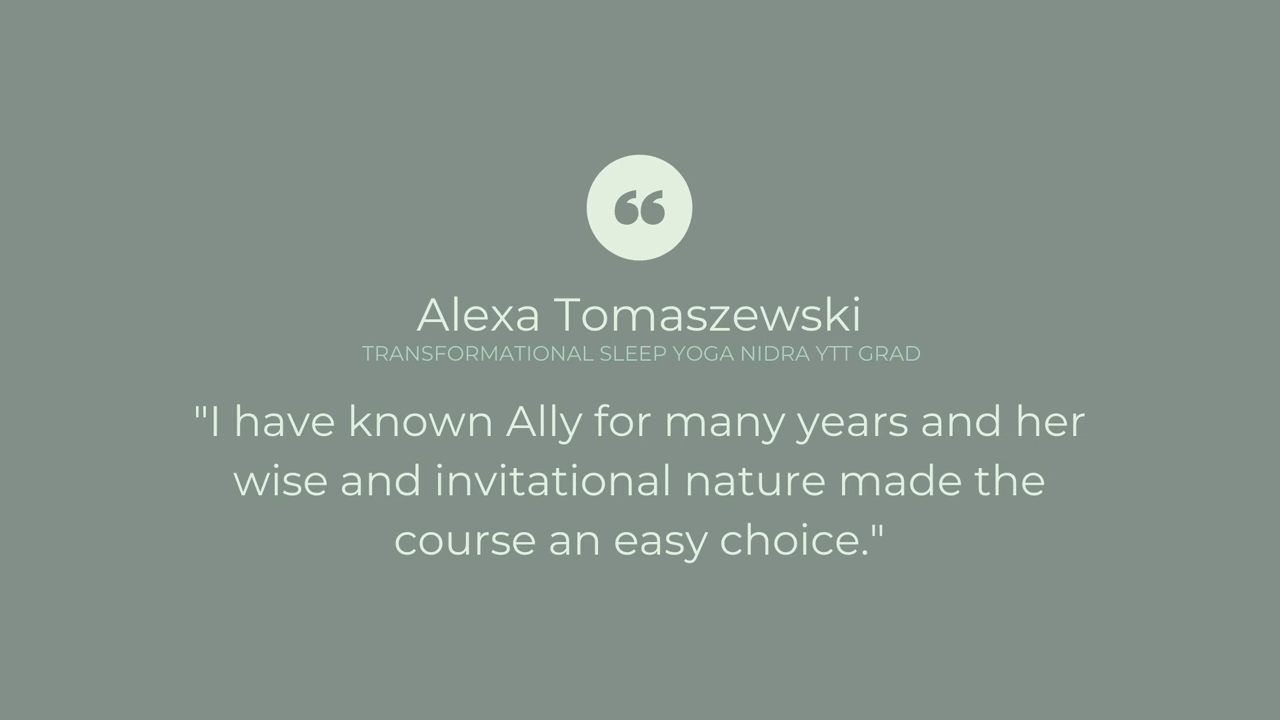 ❝
Alexa Tomaszewski
TRANSFORMATIONAL SLEEP YOGA NIDRA YTT GRAD
"I have known Ally for many years and her
wise and invitational nature made the
course an easy choice."